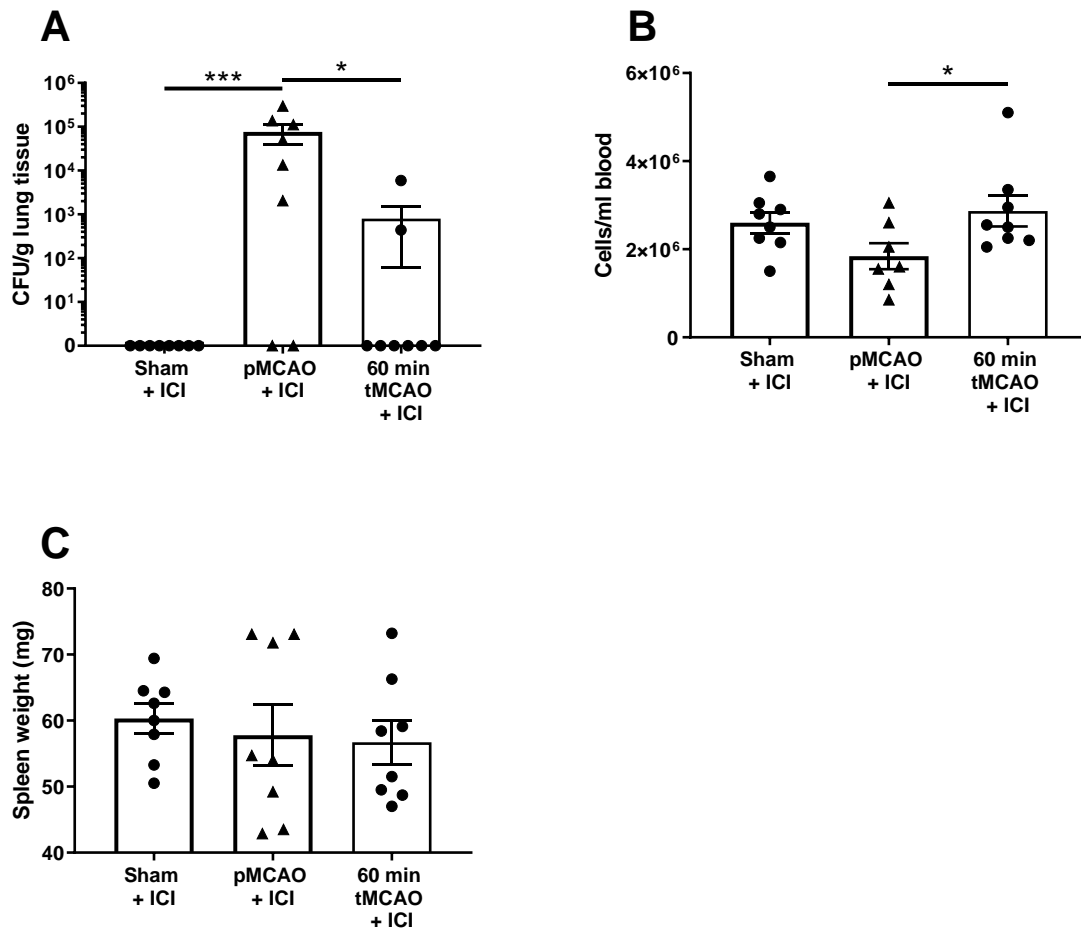 A
CFU/g lung tissue
10⁶
10⁵
10⁴
10³
10²
10¹
0
***
*
Sham
+ ICI
pMCAO
+ ICI
60 min
tMCAO
+ ICI
B
Cells/ml blood
6×10⁶
4×10⁶
2×10⁶
0
*
Sham
+ ICI
pMCAO
+ ICI
60 min
tMCAO
+ ICI
C
Spleen weight (mg)
80
70
60
50
40
Sham
+ ICI
pMCAO
+ ICI
60 min
tMCAO
+ ICI